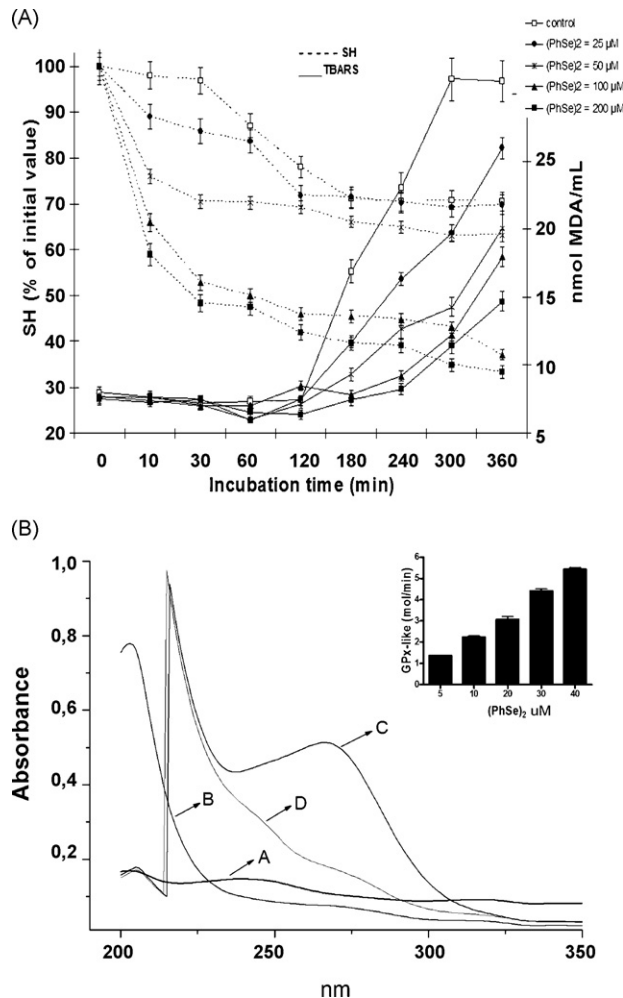 (A)
control
(PhSe)2 = 25 µM
(PhSe)2 = 50 µM
(PhSe)2 = 100 µM
(PhSe)2 = 200 µM
SH
TBARS
SH (% of initial value)
100
90
80
70
60
50
40
30
20
25
20
15
10
5
nmol MDA/mL
0 10 30 60 120 180 240 300 360
Incubation time (min)
(B)
Absorbance
1,0
0,8
0,6
0,4
0,2
A
B
C
D
200 250 300 350
nm
GPx-like (mol/min)
6
5
4
3
2
1
0
5 10 20 30 40
(PhSe)2 uM